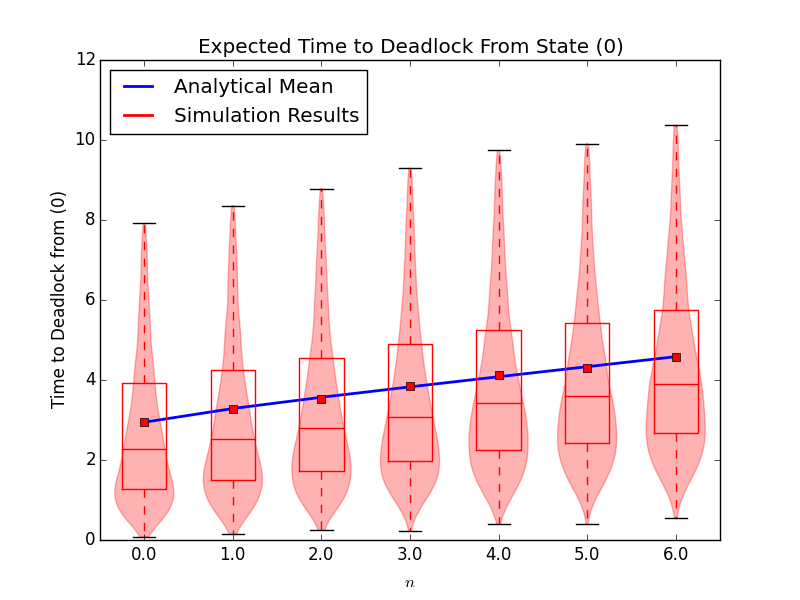 Expected Time to Deadlock From State (0)
Analytical Mean
Simulation Results
Time to Deadlock from (0)
12
10
8
6
4
2
0
0.0 1.0 2.0 3.0 4.0 5.0 6.0
n